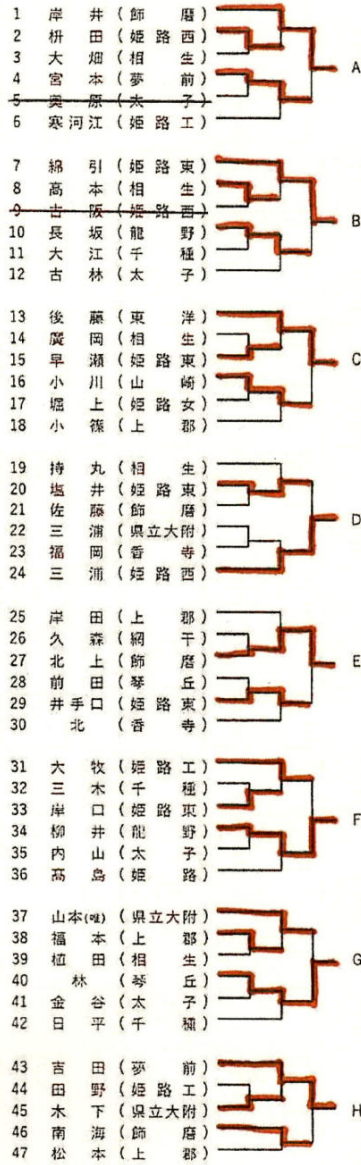 1 岸井(飾磨)
2 枡田(姫路西)
3 大畑(相生)
4 宮本(夢前)
5 奥原(太子)
6 寒河江(姫路工)
A
7 綿引(姫路東)
8 高本(相生)
9 古阪(姫路西)
10 長坂(龍野)
11 大江(千種)
12 古林(太子)
B
13 後藤(東洋)
14 廣岡(相生)
15 早瀬(姫路東)
16 小川(山崎)
17 堀上(姫路女)
18 小篠(上郡)
C
19 持丸(相生)
20 塩井(姫路東)
21 佐藤(飾磨)
22 三浦(県立大附)
23 福岡(香寺)
24 三浦(姫路西)
D
25 岸田(上郡)
26 久森(網干)
27 北上(飾磨)
28 前田(琴丘)
29 井手口(姫路東)
30 北(香寺)
E
31 大牧(姫路工)
32 三木(千種)
33 岸口(姫路東)
34 柳井(龍野)
35 内山(太子)
36 髙島(姫路)
F
37 山本(唯)(県立大附)
38 福本(上郡)
39 植田(相生)
40 林(琴丘)
41 金谷(太子)
42 日平(千種)
G
43 吉田(夢前)
44 田野(姫路工)
45 木下(県立大附)
46 南海(飾磨)
47 松本(上郡)
H